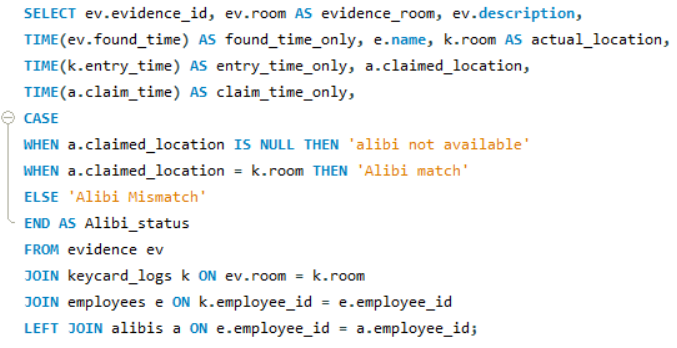 SELECT ev.evidence_id, ev.room AS evidence_room, ev.description,
TIME(ev.found_time) AS found_time_only, e.name, k.room AS actual_location,
TIME(k.entry_time) AS entry_time_only, a.claimed_location,
TIME(a.claim_time) AS claim_time_only,
CASE
WHEN a.claimed_location IS NULL THEN 'alibi not available'
WHEN a.claimed_location = k.room THEN 'Alibi match'
ELSE 'Alibi Mismatch'
END AS Alibi_status
FROM evidence ev
JOIN keycard_logs k ON ev.room = k.room
JOIN employees e ON k.employee_id = e.employee_id
LEFT JOIN alibis a ON e.employee_id = a.employee_id;